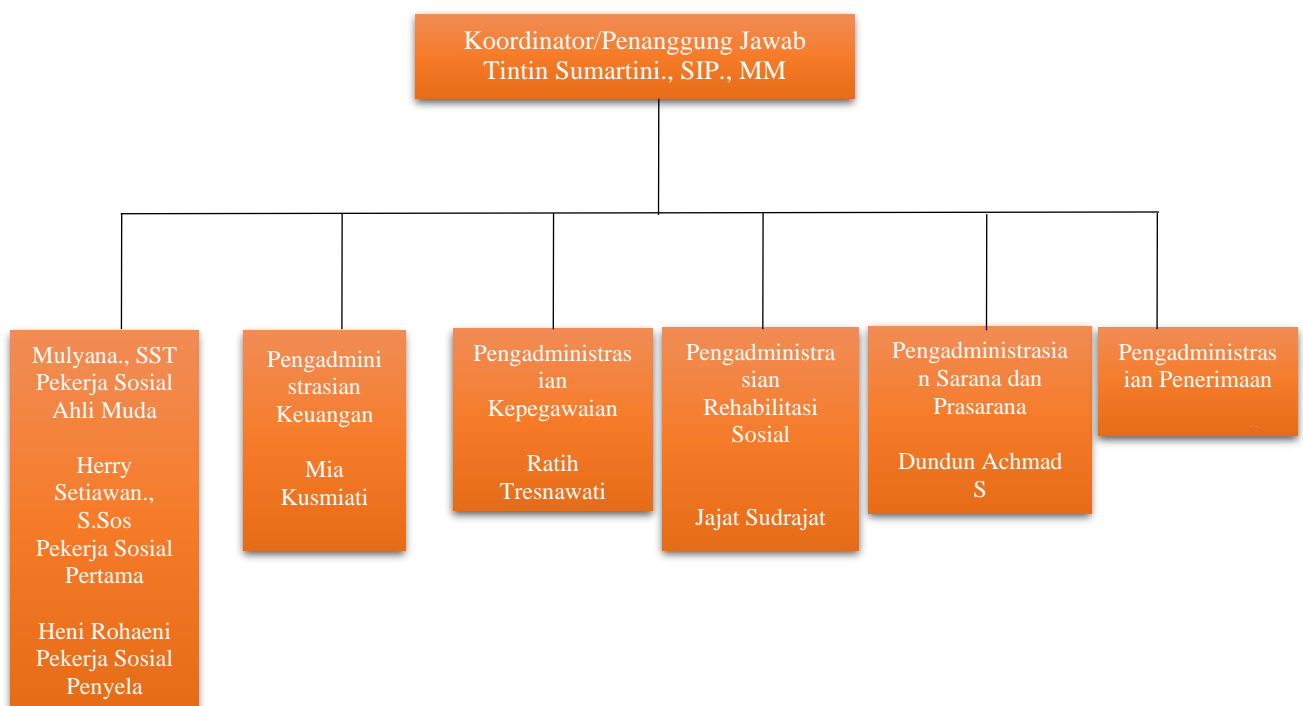 Koordinator/Penanggung Jawab
Tintin Sumartini., SIP., MM
Mulyana., SST
Pekerja Sosial
Ahli Muda
Herry
Setiawan.,
S.Sos
Pekerja Sosial
Pertama
Heni Rohaeni
Pekerja Sosial
Penyela
Pengadmini
strasian
Keuangan
Mia
Kusmiati
Pengadministras
ian
Kepegawaian
Ratih
Tresnawati
Pengadministra
sian
Rehabilitasi
Sosial
Jajat Sudrajat
Pengadministrasia
n Sarana dan
Prasarana
Dundun Achmad
S
Pengadministras
ian Penerimaan